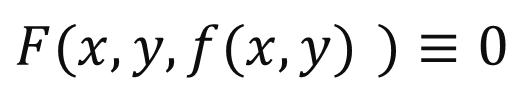 F(x, y, f(x, y) ) ≡ 0